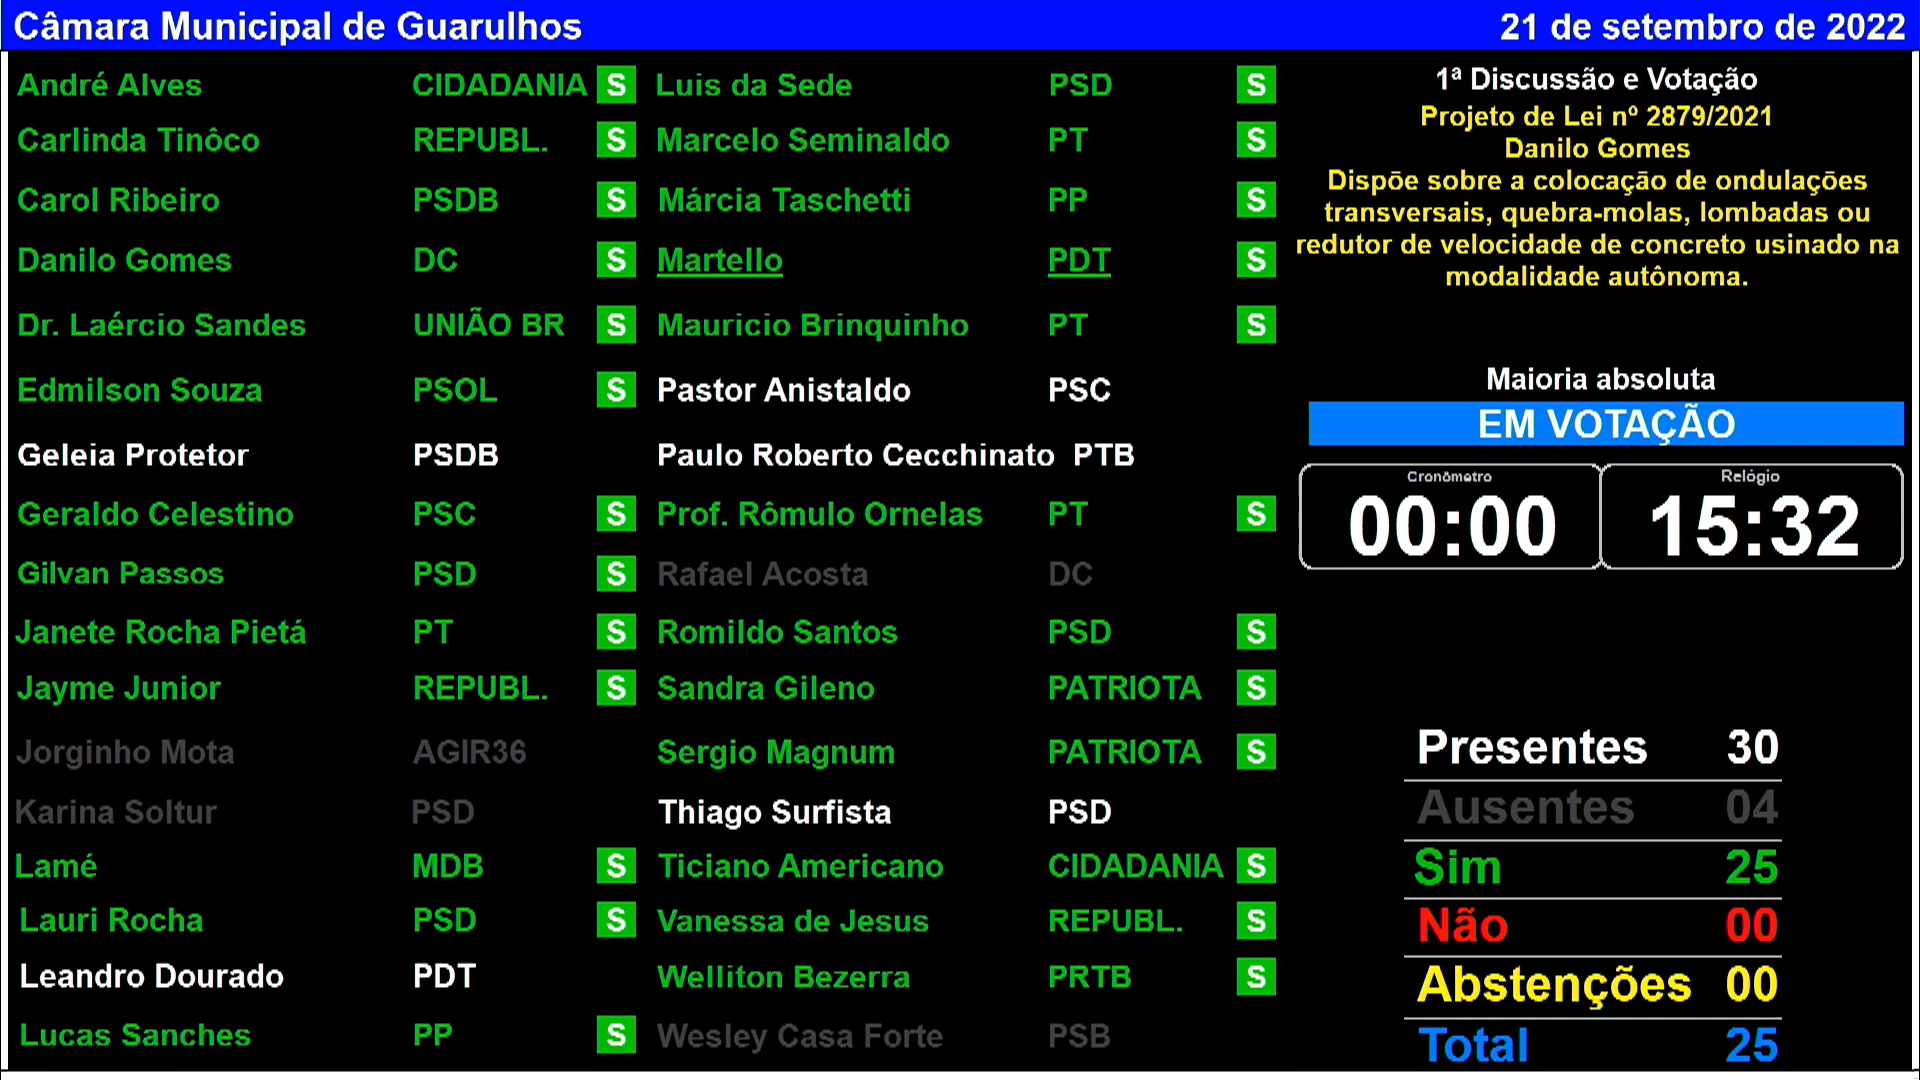 Câmara Municipal de Guarulhos 21 de setembro de 2022
André Alves CIDADANIA S Luis da Sede PSD S
Carlinda Tinôco REPUBL. S Marcelo Seminaldo PT S
Carol Ribeiro PSDB S Márcia Taschetti PP S
Danilo Gomes DC S Martello PDT S
Dr. Laércio Sandes UNIÃO BR S Mauricio Brinquinho PT S
Edmilson Souza PSOL S Pastor Anistaldo PSC
Geleia Protetor PSDB Paulo Roberto Cecchinato PTB
Geraldo Celestino PSC S Prof. Rômulo Ornelas PT S
Gilvan Passos PSD S Rafael Acosta DC
Janete Rocha Pietá PT S Romildo Santos PSD S
Jayme Junior REPUBL. S Sandra Gileno PATRIOTA S
Jorginho Mota AGIR36 Sergio Magnum PATRIOTA S
Karina Soltur PSD Thiago Surfista PSD
Lamé MDB S Ticiano Americano CIDADANIA S
Lauri Rocha PSD S Vanessa de Jesus REPUBL. S
Leandro Dourado PDT Welliton Bezerra PRTB S
Lucas Sanches PP S Wesley Casa Forte PSB
1ª Discussão e Votação
Projeto de Lei nº 2879/2021
Danilo Gomes
Dispõe sobre a colocação de ondulações
transversais, quebra-molas, lombadas ou
redutor de velocidade de concreto usinado na
modalidade autônoma.
Maioria absoluta
EM VOTAÇÃO
Cronômetro Relógio
00:00 15:32
Presentes 30
Ausentes 04
Sim 25
Não 00
Abstenções 00
Total 25